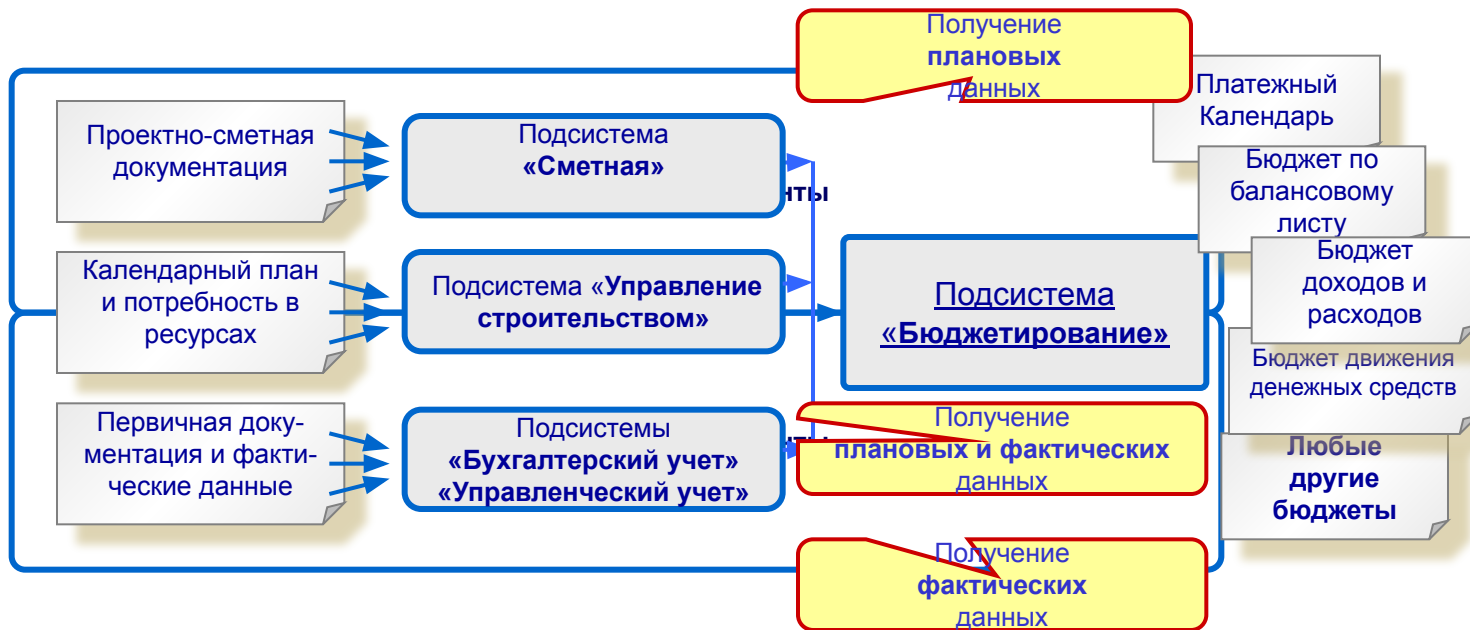 Получение
плановых
данных
Проектно-сметная
документация
Подсистема
«Сметная»
нты
Календарный план
и потребность в
ресурсах
Подсистема «Управление
строительством»
Первичная доку-
ментация и факти-
ческие данные
Подсистемы
«Бухгалтерский учет»
«Управленческий учет»
Подсистема
«Бюджетирование»
Получение
плановых и фактических
данных
Получение
фактических
данных
Платежный
Календарь
Бюджет по
балансовому
листу
Бюджет
доходов и
расходов
Бюджет движения
денежных средств
Любые
другие
бюджеты